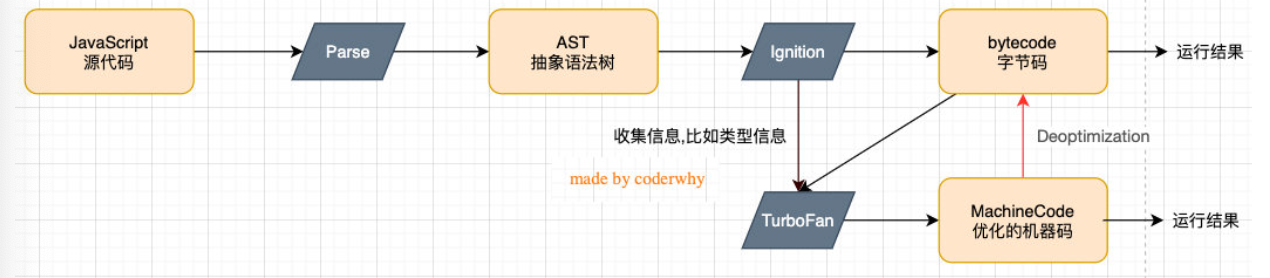 JavaScript
源代码
Parse
AST
抽象语法树
Ignition
bytecode
字节码
运行结果
收集信息,比如类型信息
Deoptimization
made by coderwhy
TurboFan
MachineCode
优化的机器码
运行结果